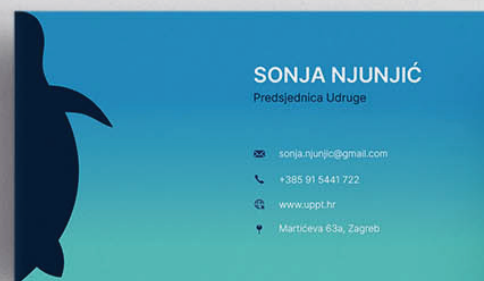 SONJA NJUNJIĆ
Predsjednica Udruge
sonja.njunjic@gmail.com
+385 91 5441 722
www.uppt.hr
Martićeva 63a, Zagreb